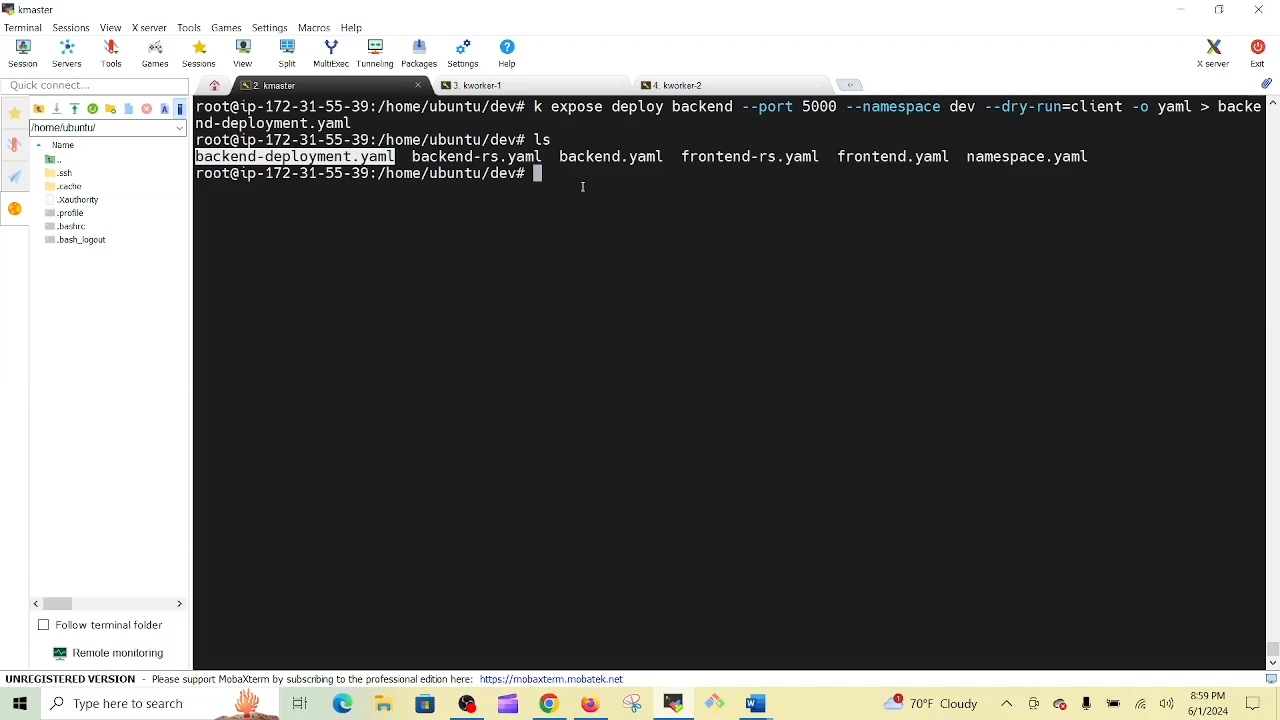 kmaster
Terminal Sessions View X server Tools Games Settings Macros Help
Session Servers Tools Games Sessions View Split MultiExec Tunneling Packages Settings Help X server Exit
Quick connect...
2. kmaster
3. kworker-1
4. kworker-2
/home/ubuntu/
Name
..
.ssh
.cache
.Xauthority
.profile
.bashrc
.bash_logout
Follow terminal folder
Remote monitoring
root@ip-172-31-55-39:/home/ubuntu/dev# k expose deploy backend --port 5000 --namespace dev --dry-run=client -o yaml > backe
nd-deployment.yaml
root@ip-172-31-55-39:/home/ubuntu/dev# ls
backend-deployment.yaml backend-rs.yaml backend.yaml frontend-rs.yaml frontend.yaml namespace.yaml
root@ip-172-31-55-39:/home/ubuntu/dev#
UNREGISTERED VERSION - Please support MobaXterm by subscribing to the professional edition here: https://mobaxterm.mobatek.net
Type here to search
70°F Cloudy
8:59 PM
6/1/2024